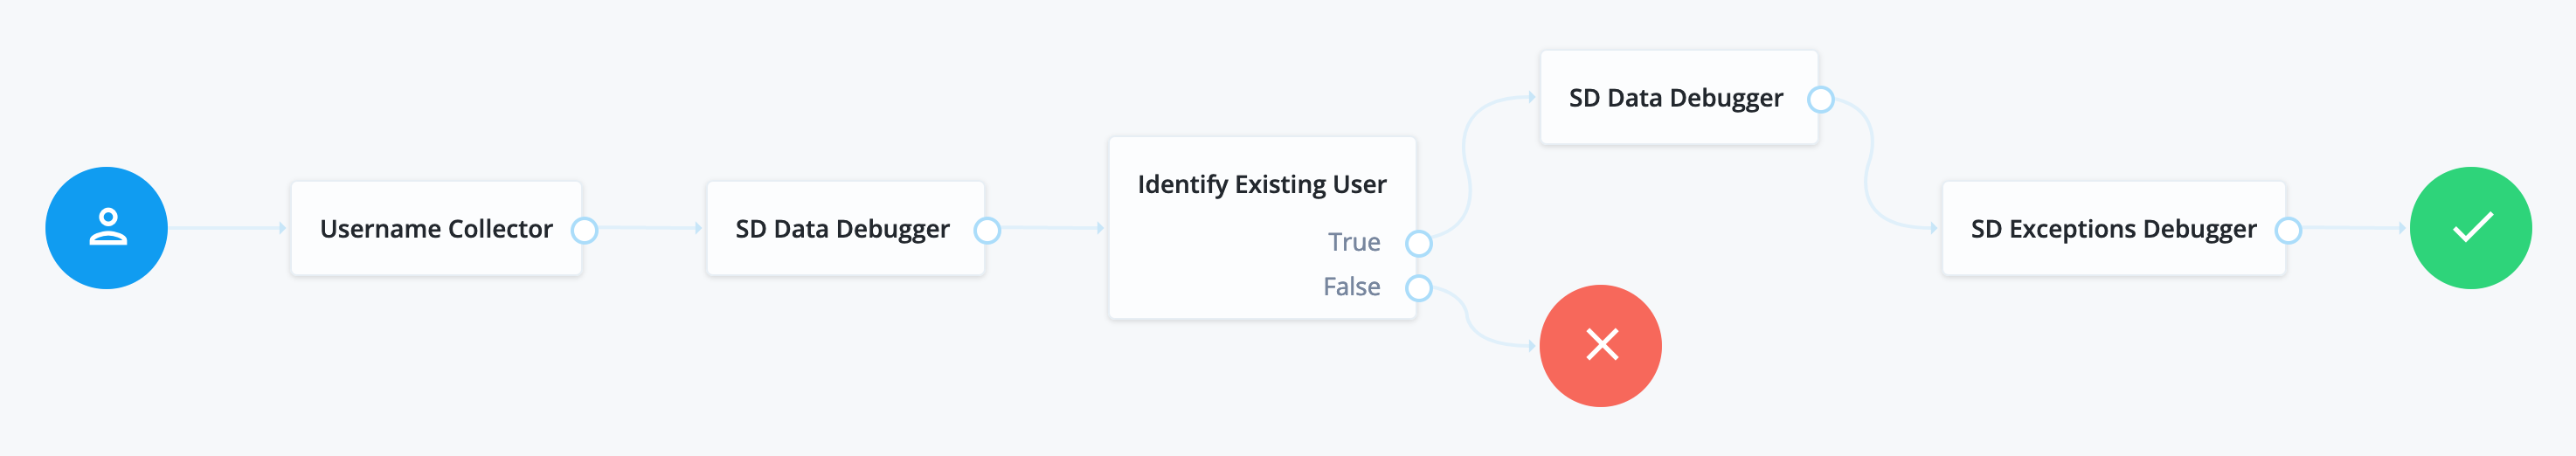 Username Collector
SD Data Debugger
Identify Existing User
True
False
SD Data Debugger
SD Exceptions Debugger